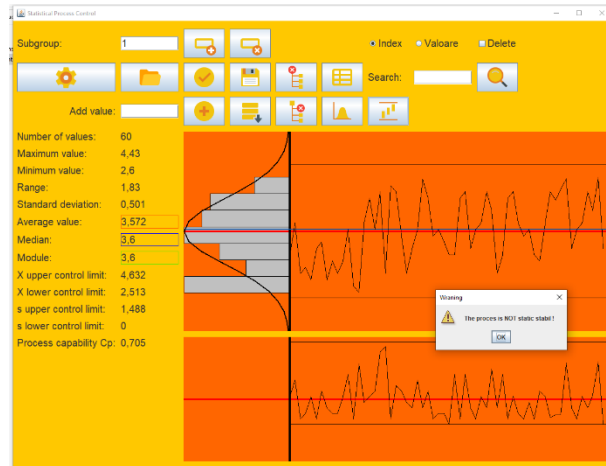 Statistical Process Control
Subgroup: 1
Index Valoare Delete
Search:
Add value:
Number of values: 60
Maximum value: 4,43
Minimum value: 2,6
Range: 1,83
Standard deviation: 0,501
Average value: 3,572
Median: 3,6
Module: 3,6
X upper control limit: 4,632
X lower control limit: 2,513
s upper control limit: 1,488
s lower control limit: 0
Process capability Cp: 0,705
Wraning
The proces is NOT static stabil !
OK